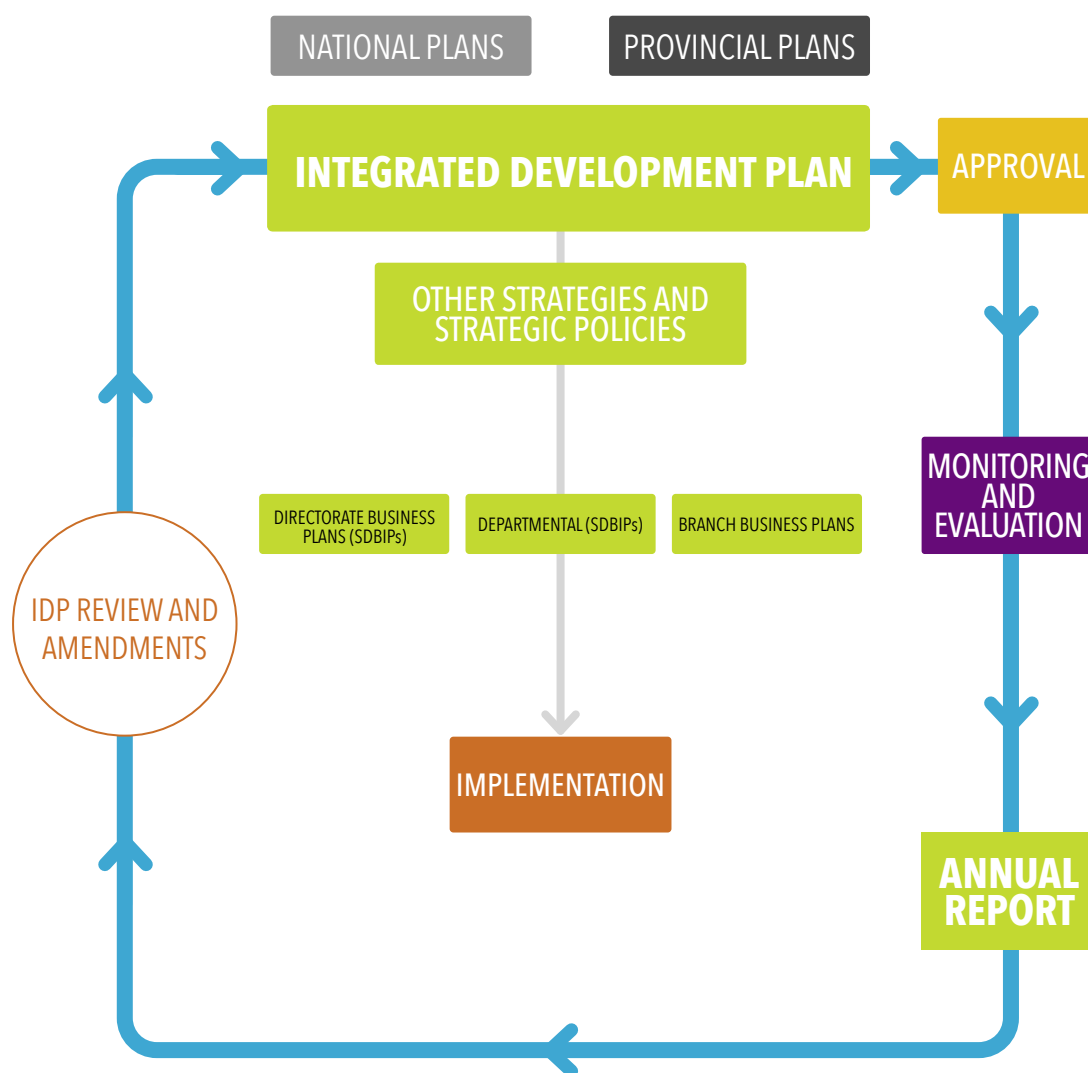 NATIONAL PLANS
PROVINCIAL PLANS
INTEGRATED DEVELOPMENT PLAN
APPROVAL
OTHER STRATEGIES AND
STRATEGIC POLICIES
MONITORING
AND
EVALUATION
DIRECTORATE BUSINESS
PLANS (SDBIPs)
DEPARTMENTAL (SDBIPs)
BRANCH BUSINESS PLANS
IDP REVIEW AND
AMENDMENTS
IMPLEMENTATION
ANNUAL
REPORT